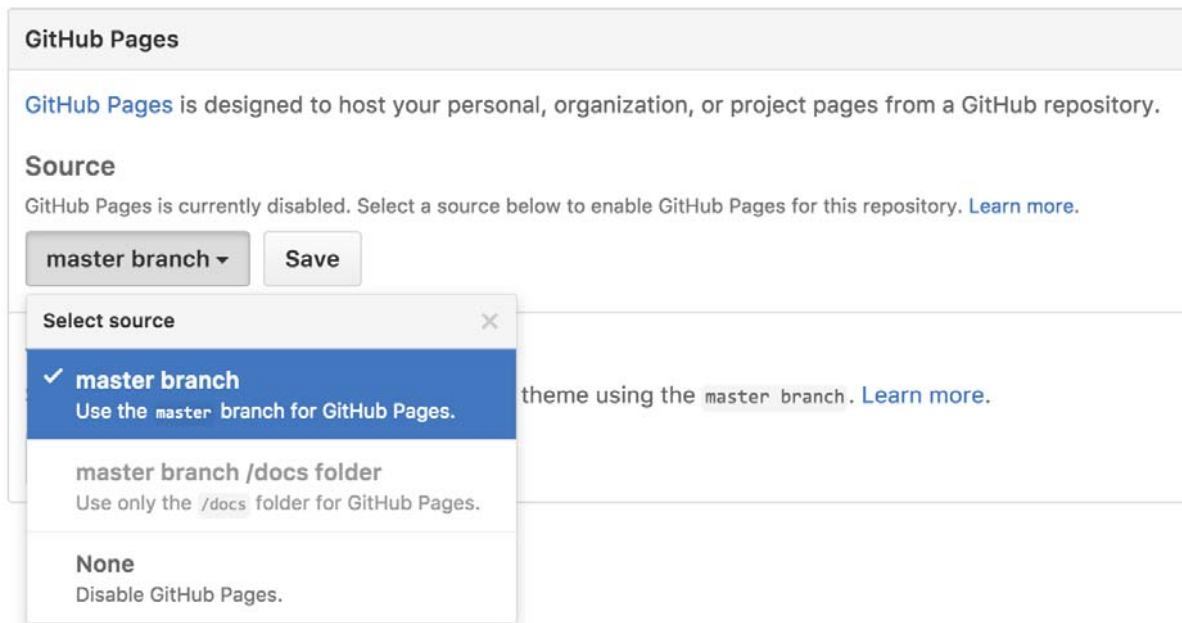 GitHub Pages
GitHub Pages is designed to host your personal, organization, or project pages from a GitHub repository.
Source
GitHub Pages is currently disabled. Select a source below to enable GitHub Pages for this repository. Learn more.
master branch Save
Select source
master branch
Use the master branch for GitHub Pages.
theme using the master branch. Learn more.
master branch /docs folder
Use only the /docs folder for GitHub Pages.
None
Disable GitHub Pages.